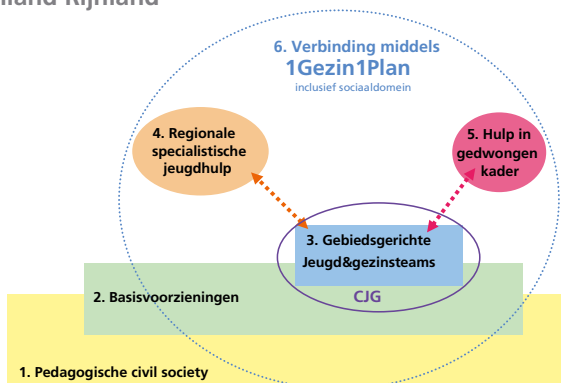 lland Rijnland
6. Verbinding middels
1Gezin1Plan
inclusief sociaaldomein
4. Regionale
specialistische
jeugdhulp
5. Hulp in
gedwongen
kader
3. Gebiedsgerichte
Jeugd&gezinsteams
2. Basisvoorzieningen
CJG
1. Pedagogische civil society